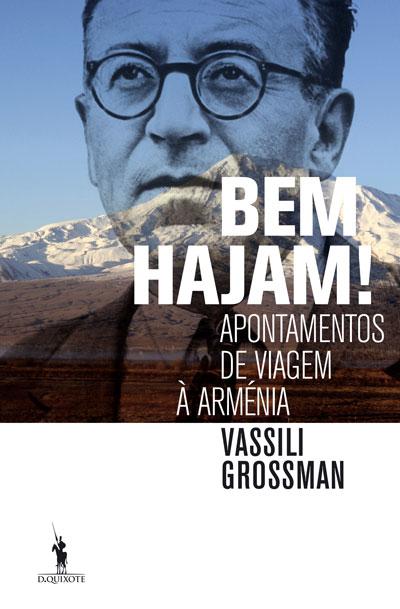 BEM
HAJAM!
APONTAMENTOS
DE VIAGEM
À ARMÉNIA
VASSILI
GROSSMAN
D.QUIXOTE